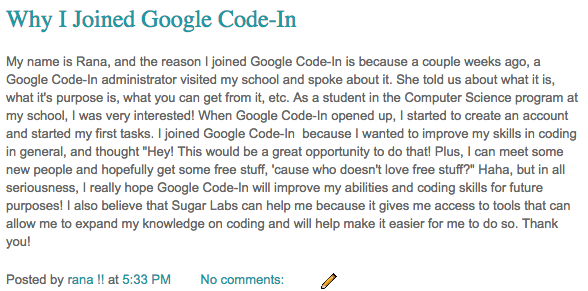 Why I Joined Google Code-In
My name is Rana, and the reason I joined Google Code-In is because a couple weeks ago, a
Google Code-In administrator visited my school and spoke about it. She told us about what it is,
what it's purpose is, what you can get from it, etc. As a student in the Computer Science program at
my school, I was very interested! When Google Code-In opened up, I started to create an account
and started my first tasks. I joined Google Code-In  because I wanted to improve my skills in coding
in general, and thought "Hey! This would be a great opportunity to do that! Plus, I can meet some
new people and hopefully get some free stuff, 'cause who doesn't love free stuff?" Haha, but in all
seriousness, I really hope Google Code-In will improve my abilities and coding skills for future
purposes! I also believe that Sugar Labs can help me because it gives me access to tools that can
allow me to expand my knowledge on coding and will help make it easier for me to do so. Thank
you!
Posted by rana !! at 5:33 PM No comments: